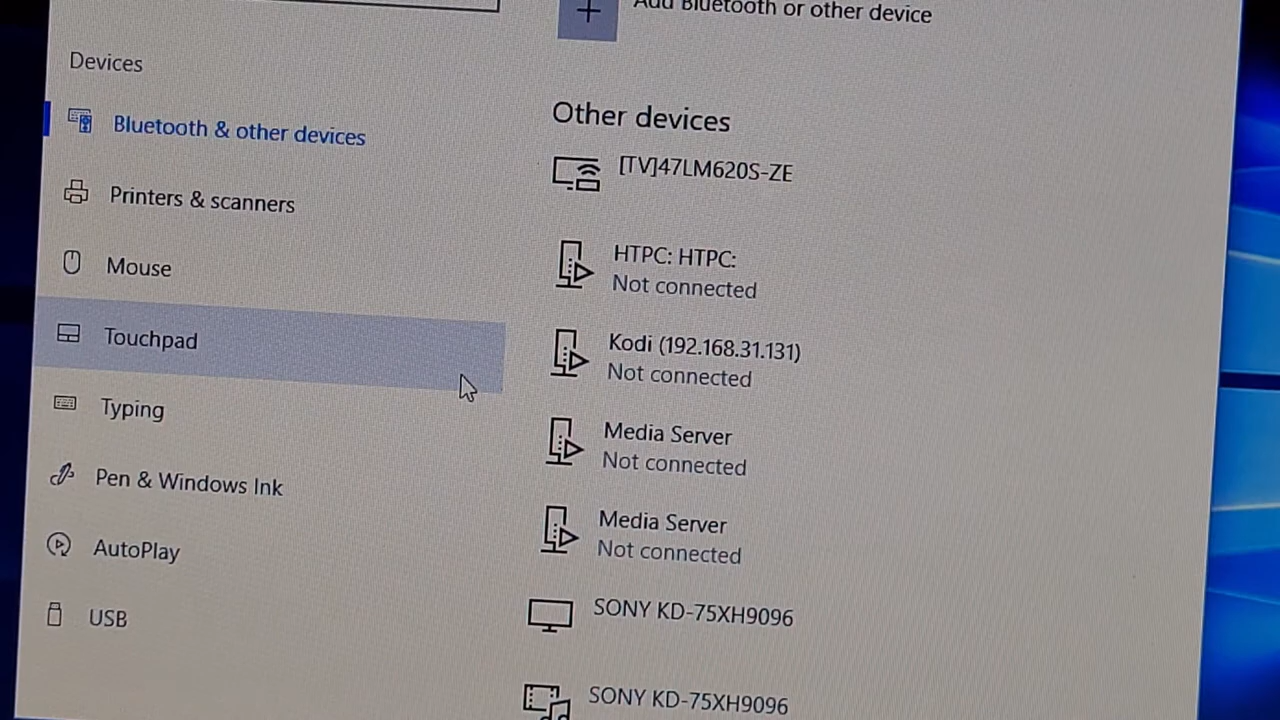 Add Bluetooth or other device
Devices
Bluetooth & other devices
Printers & scanners
Mouse
Touchpad
Typing
Pen & Windows Ink
AutoPlay
USB
Other devices
[TV]47LM620S-ZE
HTPC: HTPC:
Not connected
Kodi (192.168.31.131)
Not connected
Media Server
Not connected
Media Server
Not connected
SONY KD-75XH9096
SONY KD-75XH9096